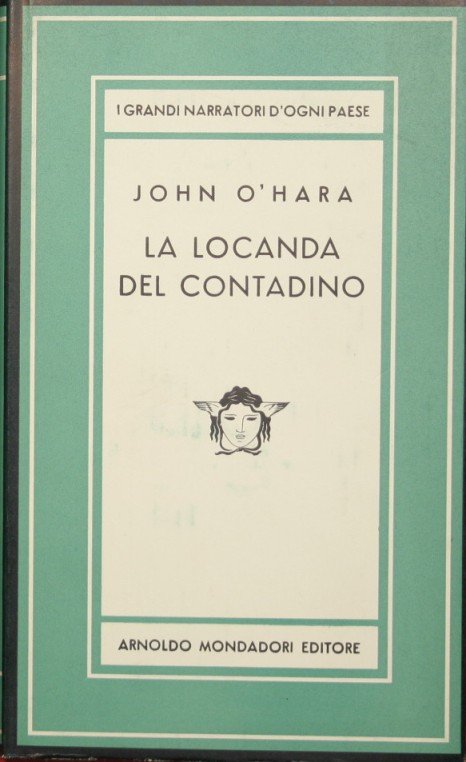 I GRANDI NARRATORI D'OGNI PAESE
JOHN O'HARA
LA LOCANDA
DEL CONTADINO
ARNOLDO MONDADORI EDITORE